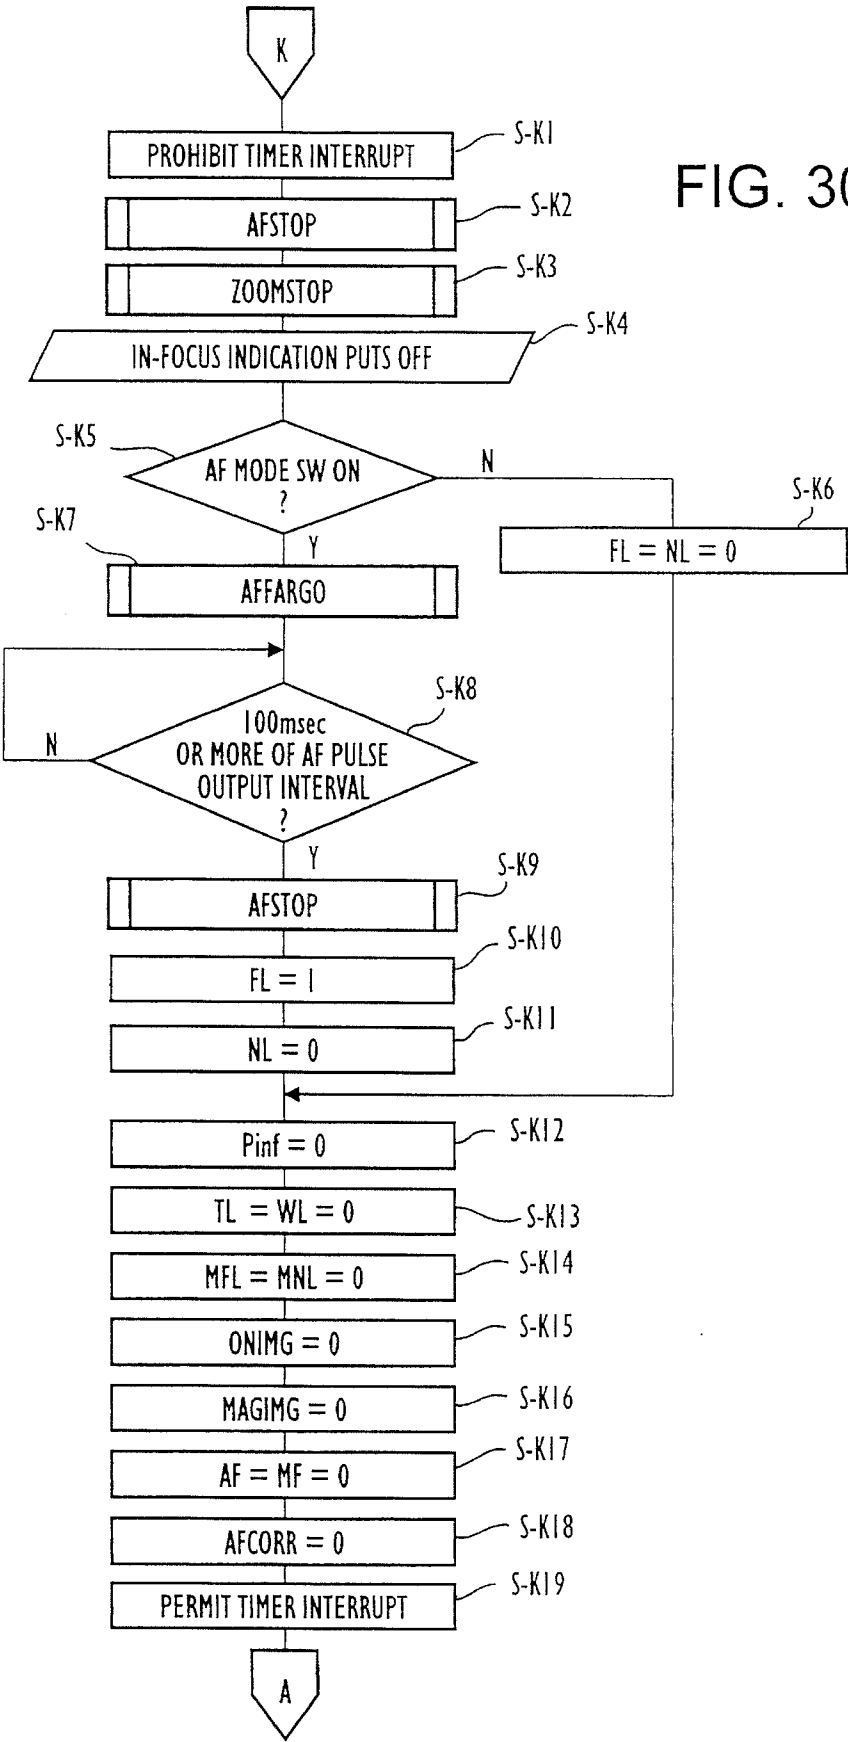 K
PROHIBIT TIMER INTERRUPT
S-K1
FIG. 30
AFSTOP
S-K2
ZOOMSTOP
S-K3
IN-FOCUS INDICATION PUTS OFF
S-K4
S-K5
AF MODE SW ON
?
N
Y
S-K6
FL = NL = 0
S-K7
AFFARGO
S-K8
100msec
OR MORE OF AF PULSE
OUTPUT INTERVAL
?
N
Y
AFSTOP
S-K9
FL = 1
S-K10
NL = 0
S-K11
Pinf = 0
S-K12
TL = WL = 0
S-K13
MFL = MNL = 0
S-K14
ONIMG = 0
S-K15
MAGIMG = 0
S-K16
AF = MF = 0
S-K17
AFCORR = 0
S-K18
PERMIT TIMER INTERRUPT
S-K19
A